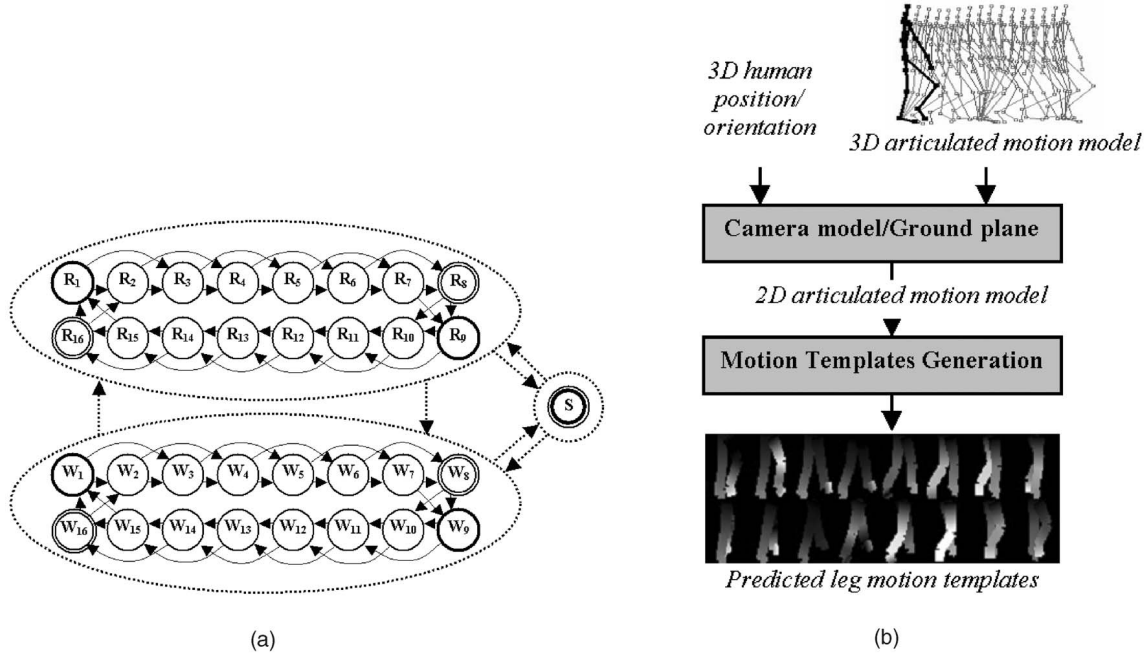 R1 R2 R3 R4 R5 R6 R7 R8
R16 R15 R14 R13 R12 R11 R10 R9
S
W1 W2 W3 W4 W5 W6 W7 W8
W16 W15 W14 W13 W12 W11 W10 W9
(a)
3D human
position/
orientation
3D articulated motion model
Camera model/Ground plane
2D articulated motion model
Motion Templates Generation
Predicted leg motion templates
(b)